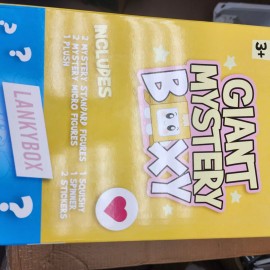 3+
GIANT
MYSTERY
BOXY
INCLUDES
2 MYSTERY STANDARD FIGURES
2 MYSTERY MICRO FIGURES
1 PLUSH
1 SQUISHY
1 SPINNER
2 STICKERS
LANKYBOX
? ? ?